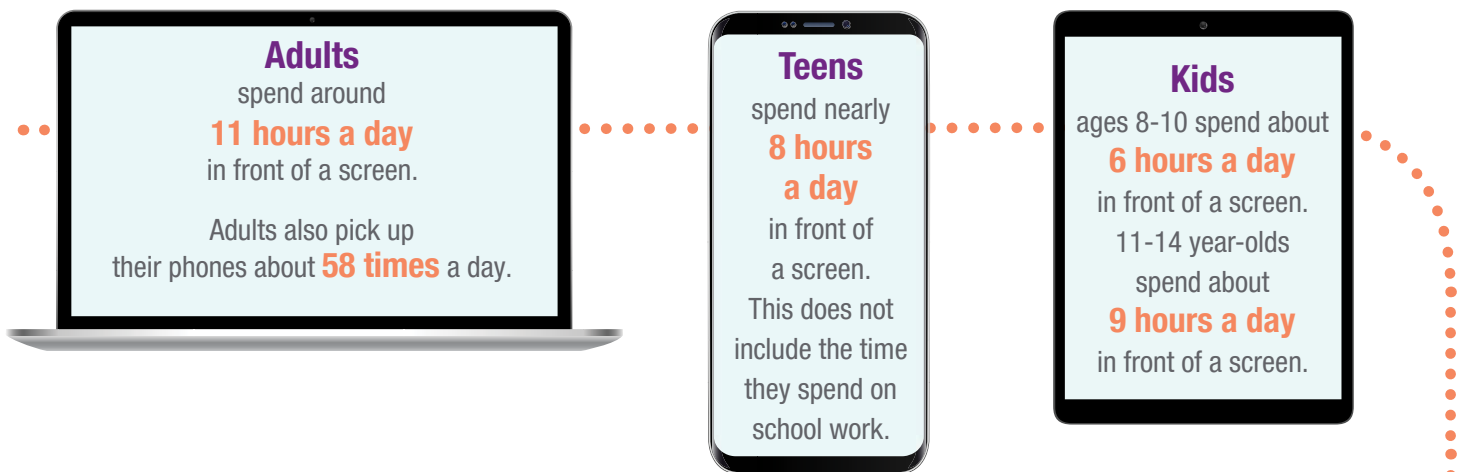 Adults
spend around
11 hours a day
in front of a screen.
Adults also pick up
their phones about 58 times a day.
Teens
spend nearly
8 hours
a day
in front of
a screen.
This does not
include the time
they spend on
school work.
Kids
ages 8-10 spend about
6 hours a day
in front of a screen.
11-14 year-olds
spend about
9 hours a day
in front of a screen.